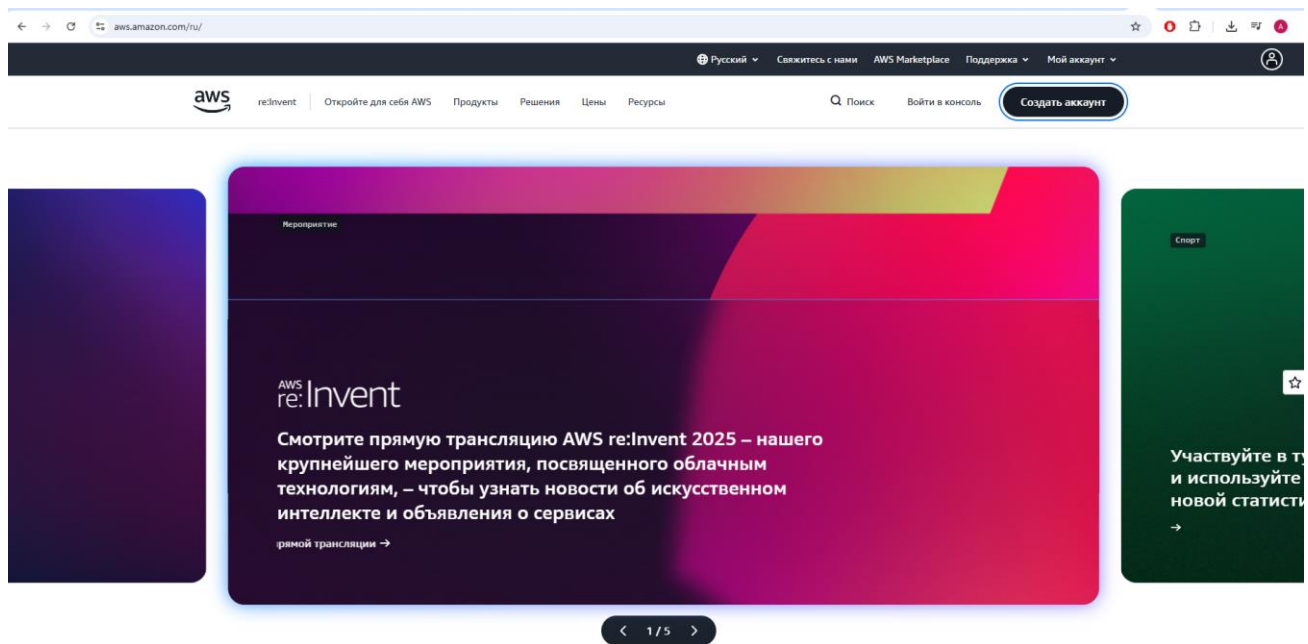 aws.amazon.com/ru/
A
Русский
Свяжитесь с нами
AWS Marketplace
Поддержка
Мой аккаунт
aws
re:Invent
Откройте для себя AWS
Продукты
Решения
Цены
Ресурсы
Поиск
Войти в консоль
Создать аккаунт
Мероприятие
AWS
re:Invent
Смотрите прямую трансляцию AWS re:Invent 2025 – нашего
крупнейшего мероприятия, посвященного облачным
технологиям, – чтобы узнать новости об искусственном
интеллекте и объявления о сервисах
рямой трансляции →
Спорт
Участвуйте в ту
и используйте
новой статисти
→
1 / 5